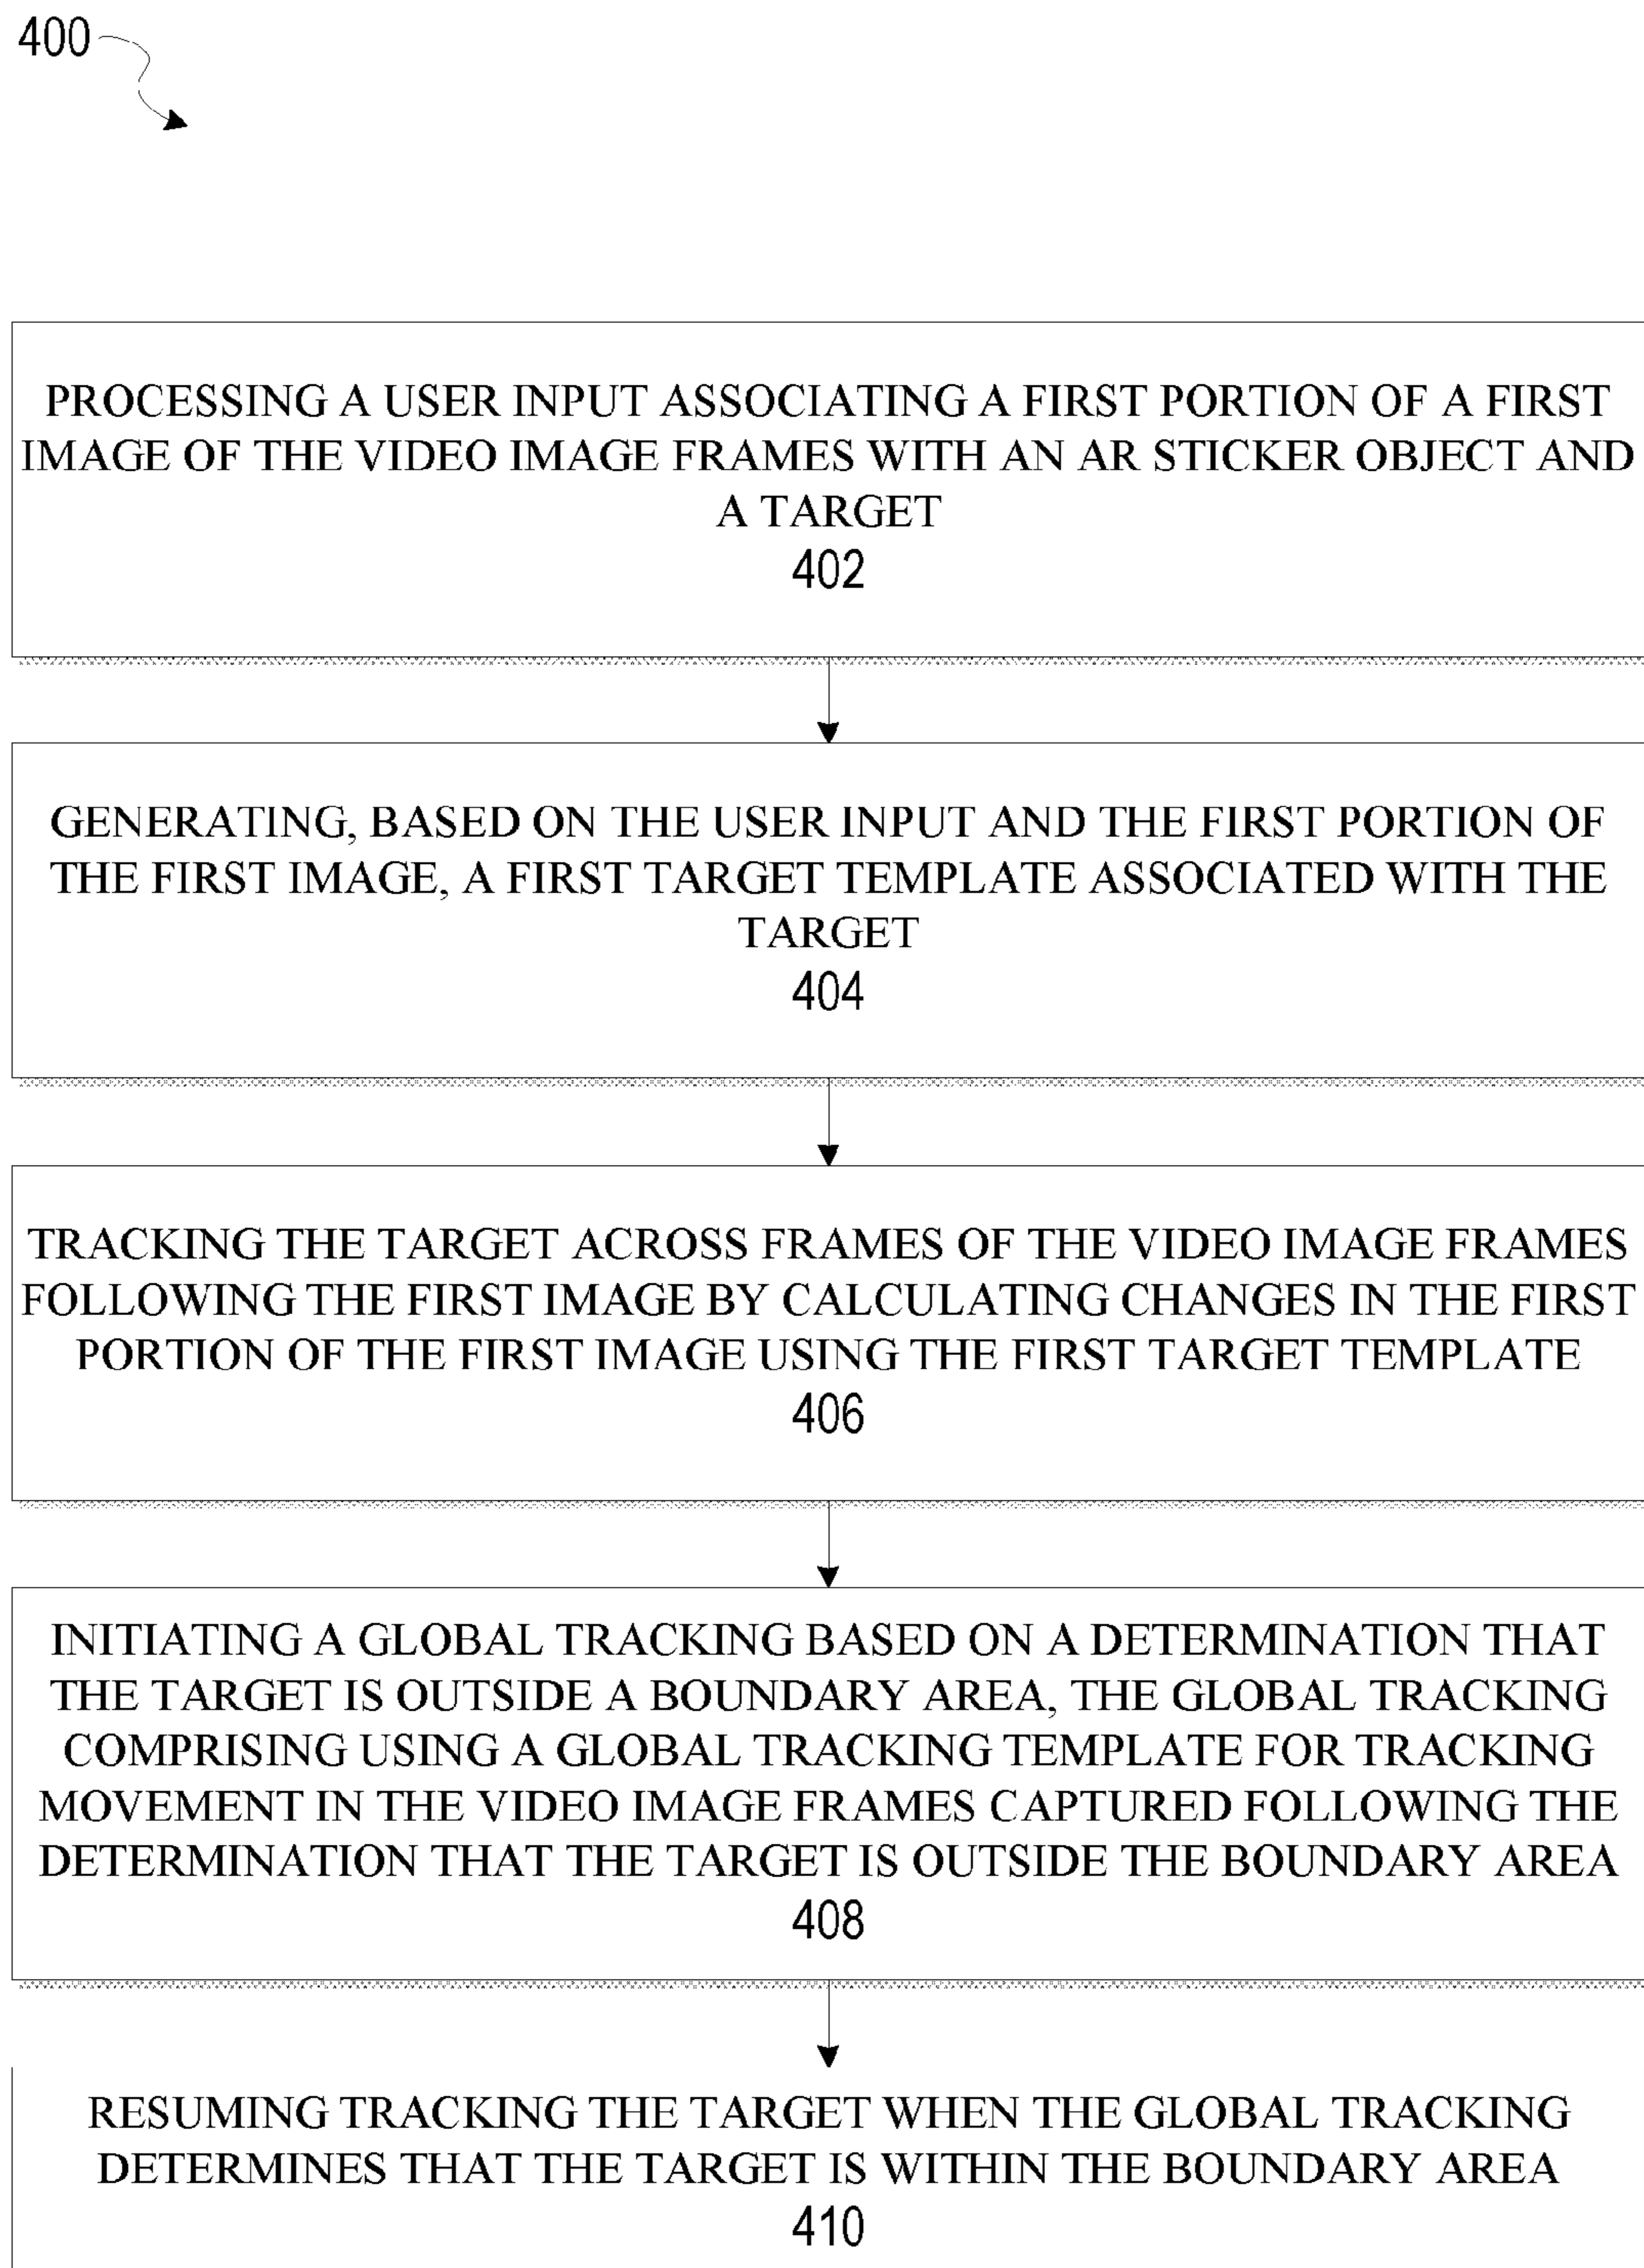 400
PROCESSING A USER INPUT ASSOCIATING A FIRST PORTION OF A FIRST
IMAGE OF THE VIDEO IMAGE FRAMES WITH AN AR STICKER OBJECT AND
A TARGET
402
GENERATING, BASED ON THE USER INPUT AND THE FIRST PORTION OF
THE FIRST IMAGE, A FIRST TARGET TEMPLATE ASSOCIATED WITH THE
TARGET
404
TRACKING THE TARGET ACROSS FRAMES OF THE VIDEO IMAGE FRAMES
FOLLOWING THE FIRST IMAGE BY CALCULATING CHANGES IN THE FIRST
PORTION OF THE FIRST IMAGE USING THE FIRST TARGET TEMPLATE
406
INITIATING A GLOBAL TRACKING BASED ON A DETERMINATION THAT
THE TARGET IS OUTSIDE A BOUNDARY AREA, THE GLOBAL TRACKING
COMPRISING USING A GLOBAL TRACKING TEMPLATE FOR TRACKING
MOVEMENT IN THE VIDEO IMAGE FRAMES CAPTURED FOLLOWING THE
DETERMINATION THAT THE TARGET IS OUTSIDE THE BOUNDARY AREA
408
RESUMING TRACKING THE TARGET WHEN THE GLOBAL TRACKING
DETERMINES THAT THE TARGET IS WITHIN THE BOUNDARY AREA
410